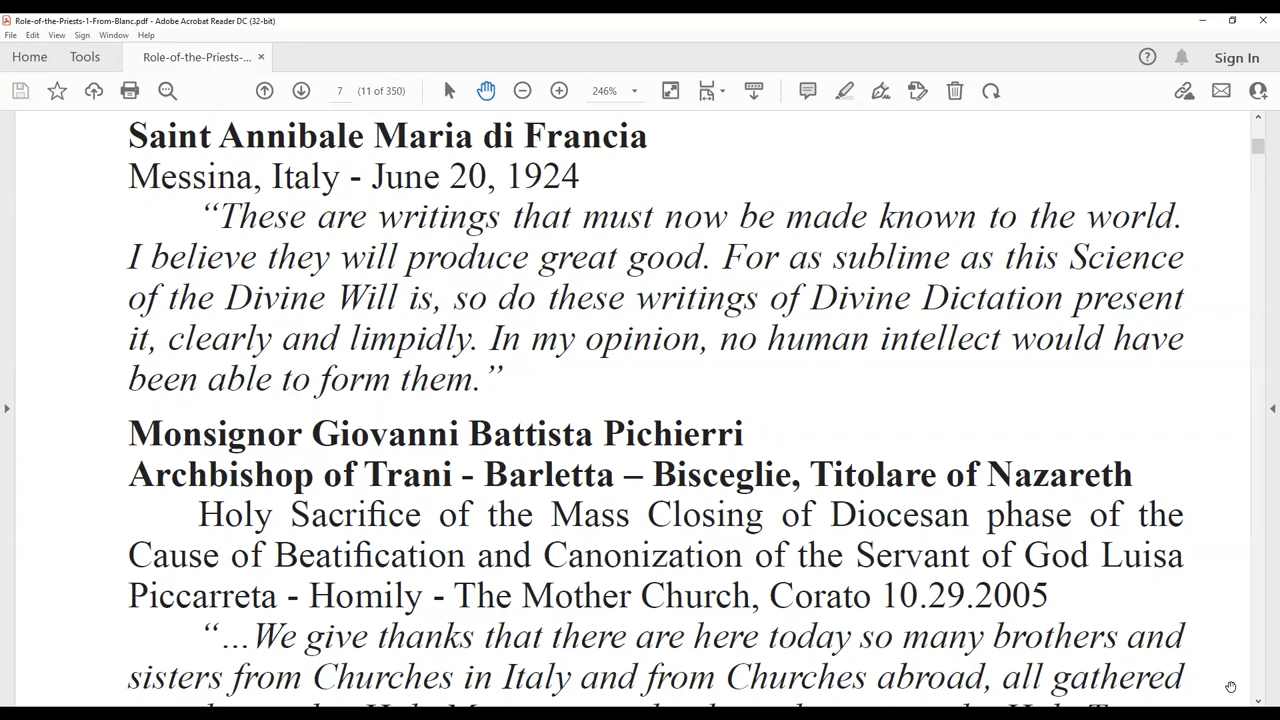 Role-of-the-Priests-1-From-Blanc.pdf - Adobe Acrobat Reader DC (32-bit)
File Edit View Sign Window Help
Home Tools Role-of-the-Priests-... × Sign In
7 (11 of 350) 246%
Saint Annibale Maria di Francia
Messina, Italy - June 20, 1924
“These are writings that must now be made known to the world.
I believe they will produce great good. For as sublime as this Science
of the Divine Will is, so do these writings of Divine Dictation present
it, clearly and limpidly. In my opinion, no human intellect would have
been able to form them.”
Monsignor Giovanni Battista Pichierri
Archbishop of Trani - Barletta – Bisceglie, Titolare of Nazareth
Holy Sacrifice of the Mass Closing of Diocesan phase of the
Cause of Beatification and Canonization of the Servant of God Luisa
Piccarreta - Homily - The Mother Church, Corato 10.29.2005
“…We give thanks that there are here today so many brothers and
sisters from Churches in Italy and from Churches abroad, all gathered